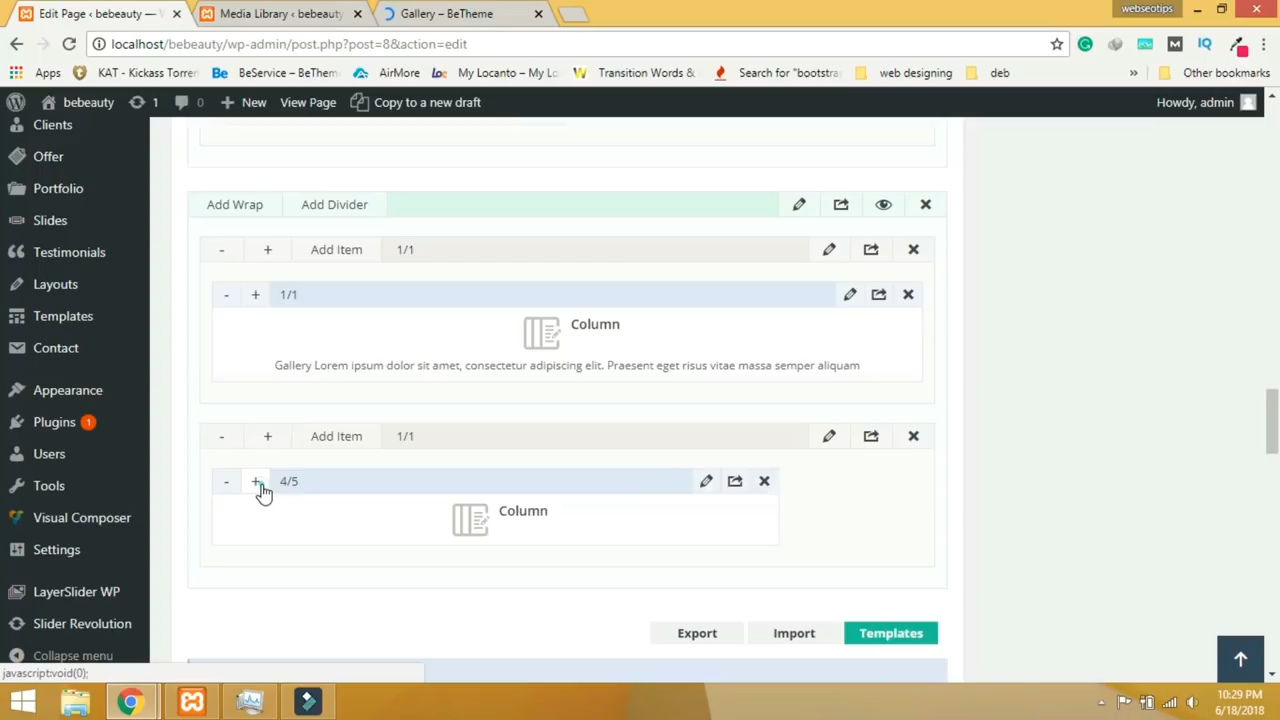 Edit Page ‹ bebeauty — W
Media Library ‹ bebeauty
Gallery – BeTheme
webseotips
localhost/bebeauty/wp-admin/post.php?post=8&action=edit
Apps
KAT - Kickass Torren
BeService – BeThem
AirMore
My Locanto – My Lo
Transition Words &
Search for "bootstra
web designing
deb
»
Other bookmarks
bebeauty
1
0
New
View Page
Copy to a new draft
Howdy, admin
Clients
Offer
Portfolio
Slides
Testimonials
Layouts
Templates
Contact
Appearance
Plugins 1
Users
Tools
Visual Composer
Settings
LayerSlider WP
Slider Revolution
Collapse menu
Add Wrap
Add Divider
- + Add Item 1/1
- + 1/1
Column
Gallery Lorem ipsum dolor sit amet, consectetur adipiscing elit. Praesent eget risus vitae massa semper aliquam
- + Add Item 1/1
- + 4/5
Column
Export
Import
Templates
javascript:void(0);
10:29 PM
6/18/2018